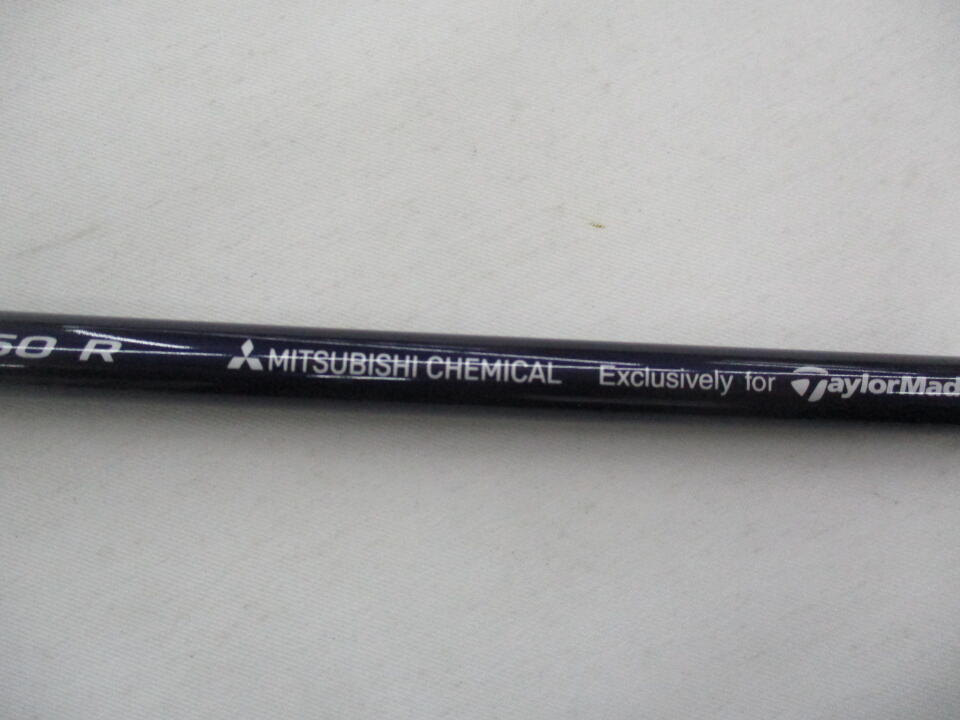 50 R MITSUBISHI CHEMICAL Exclusively for TaylorMad